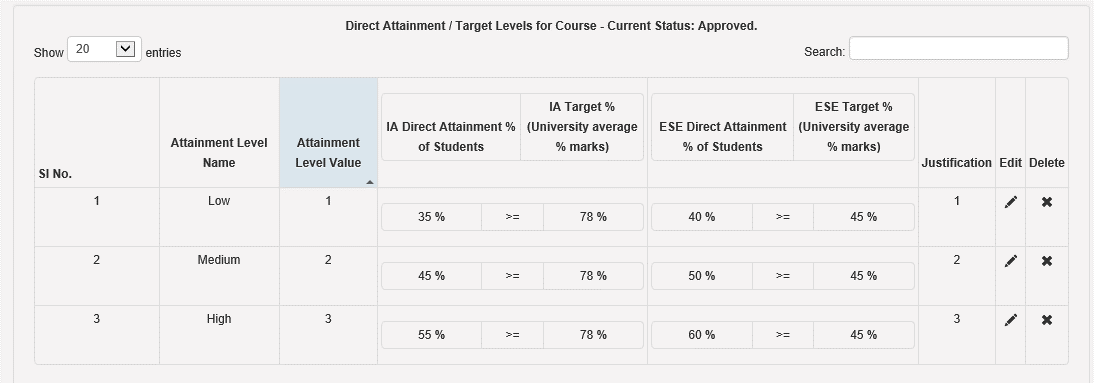 Direct Attainment / Target Levels for Course - Current Status: Approved.
Show 20 entries Search:
Sl No. Attainment Level Name Attainment Level Value IA Direct Attainment % of Students IA Target % (University average % marks) ESE Direct Attainment % of Students ESE Target % (University average % marks) Justification Edit Delete
1 Low 1 35 % >= 78 % 40 % >= 45 % 1
2 Medium 2 45 % >= 78 % 50 % >= 45 % 2
3 High 3 55 % >= 78 % 60 % >= 45 % 3